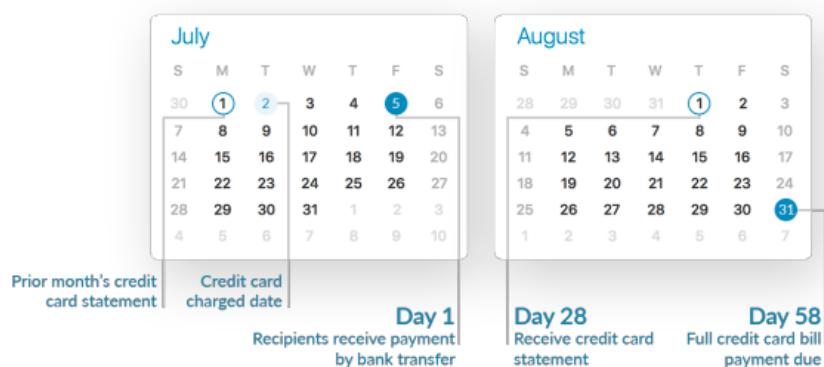 July
S M T W T F S
30 1 2 3 4 5 6
7 8 9 10 11 12 13
14 15 16 17 18 19 20
21 22 23 24 25 26 27
28 29 30 31 1 2 3
4 5 6 7 8 9 10
August
S M T W T F S
28 29 30 31 1 2 3
4 5 6 7 8 9 10
11 12 13 14 15 16 17
18 19 20 21 22 23 24
25 26 27 28 29 30 31
1 2 3 4 5 6 7
Prior month's credit
card statement
Credit card
charged date
Day 1
Recipients receive payment
by bank transfer
Day 28
Receive credit card
statement
Day 58
Full credit card bill
payment due